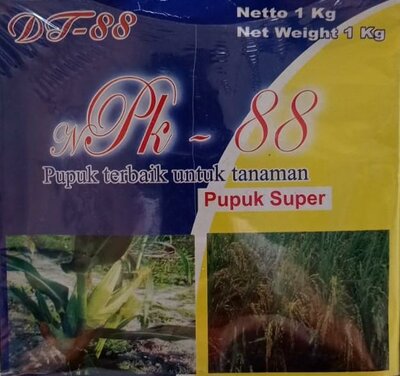 DT-88
Netto 1 Kg
Net Weight 1 Kg
NPk - 88
Pupuk terbaik untuk tanaman
Pupuk Super